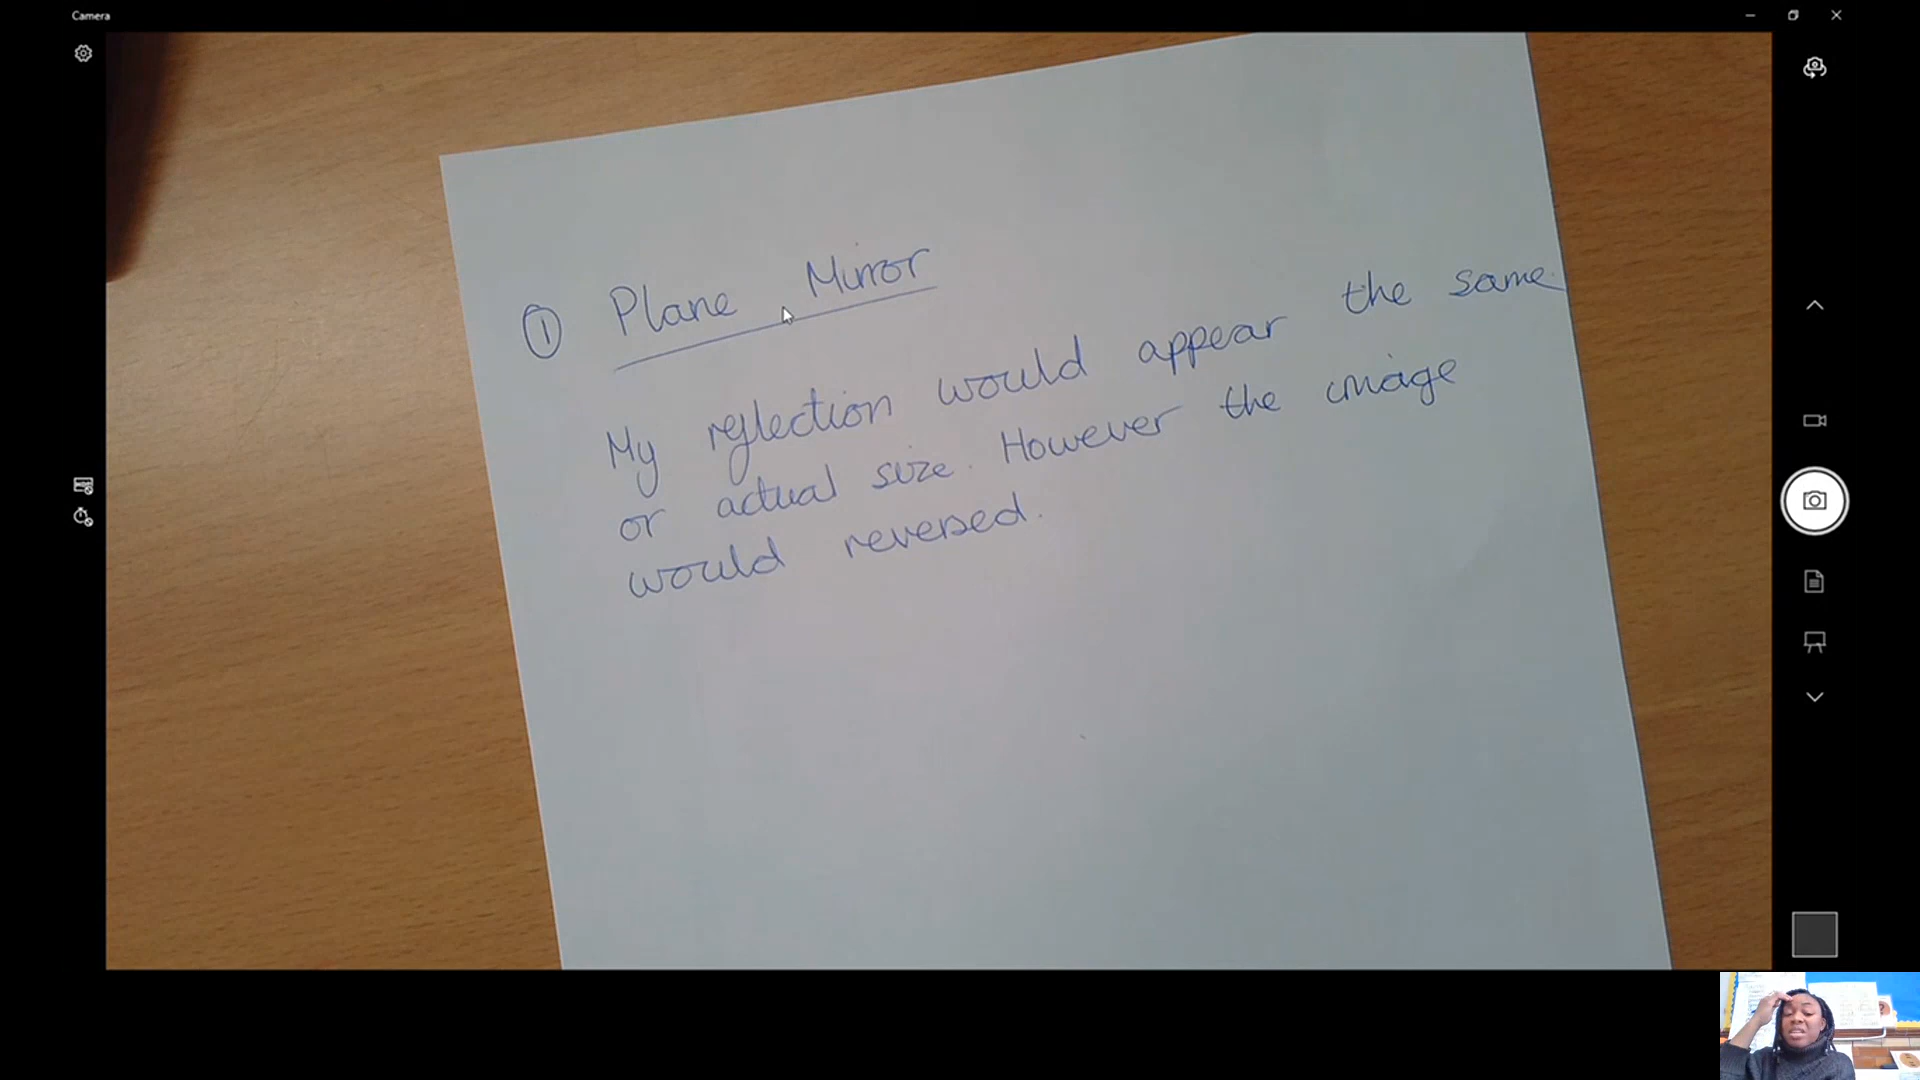 Camera
① Plane Mirror
My reflection would appear the same
or actual size. However the image
would reversed.